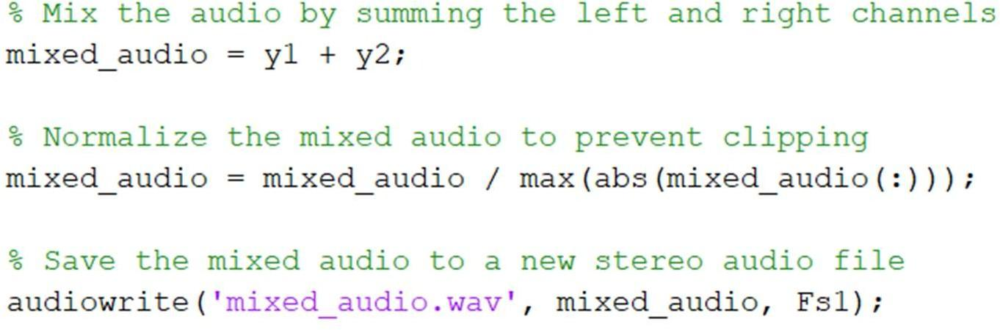 % Mix the audio by summing the left and right channels
mixed_audio = y1 + y2;
% Normalize the mixed audio to prevent clipping
mixed_audio = mixed_audio / max(abs(mixed_audio(:)));
% Save the mixed audio to a new stereo audio file
audiowrite('mixed_audio.wav', mixed_audio, Fs1);